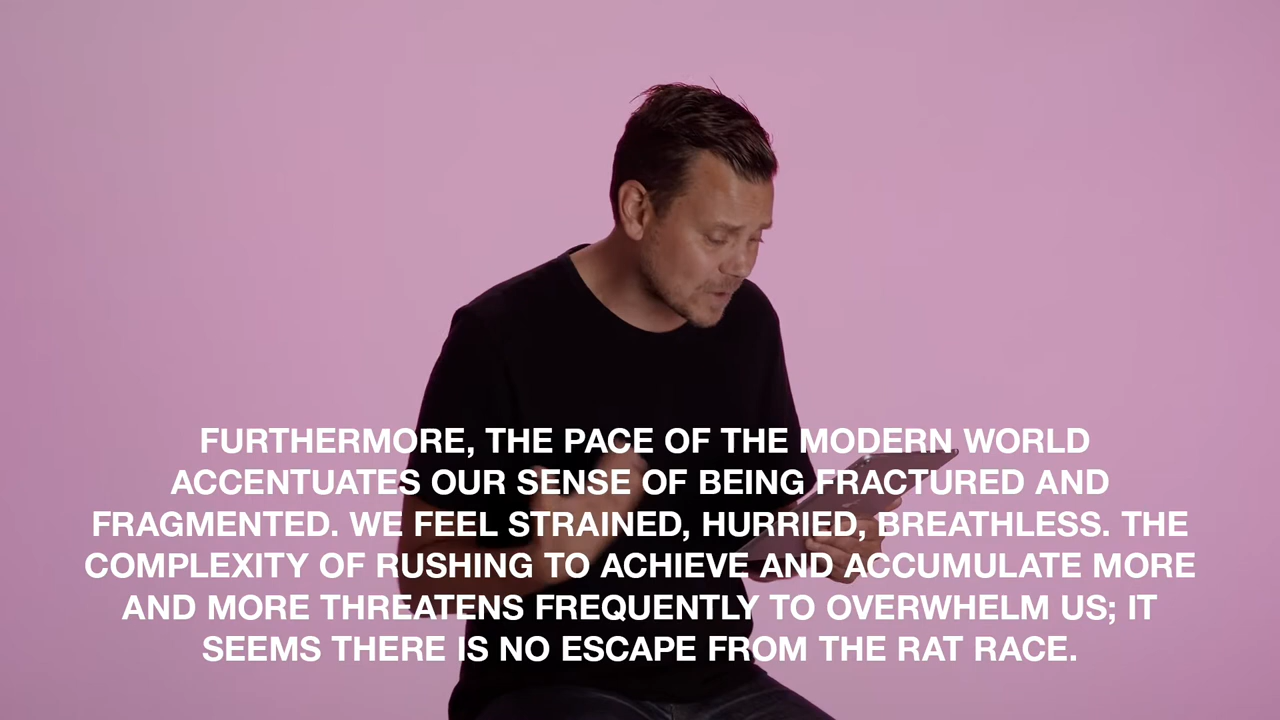 FURTHERMORE, THE PACE OF THE MODERN WORLD
ACCENTUATES OUR SENSE OF BEING FRACTURED AND
FRAGMENTED. WE FEEL STRAINED, HURRIED, BREATHLESS. THE
COMPLEXITY OF RUSHING TO ACHIEVE AND ACCUMULATE MORE
AND MORE THREATENS FREQUENTLY TO OVERWHELM US; IT
SEEMS THERE IS NO ESCAPE FROM THE RAT RACE.